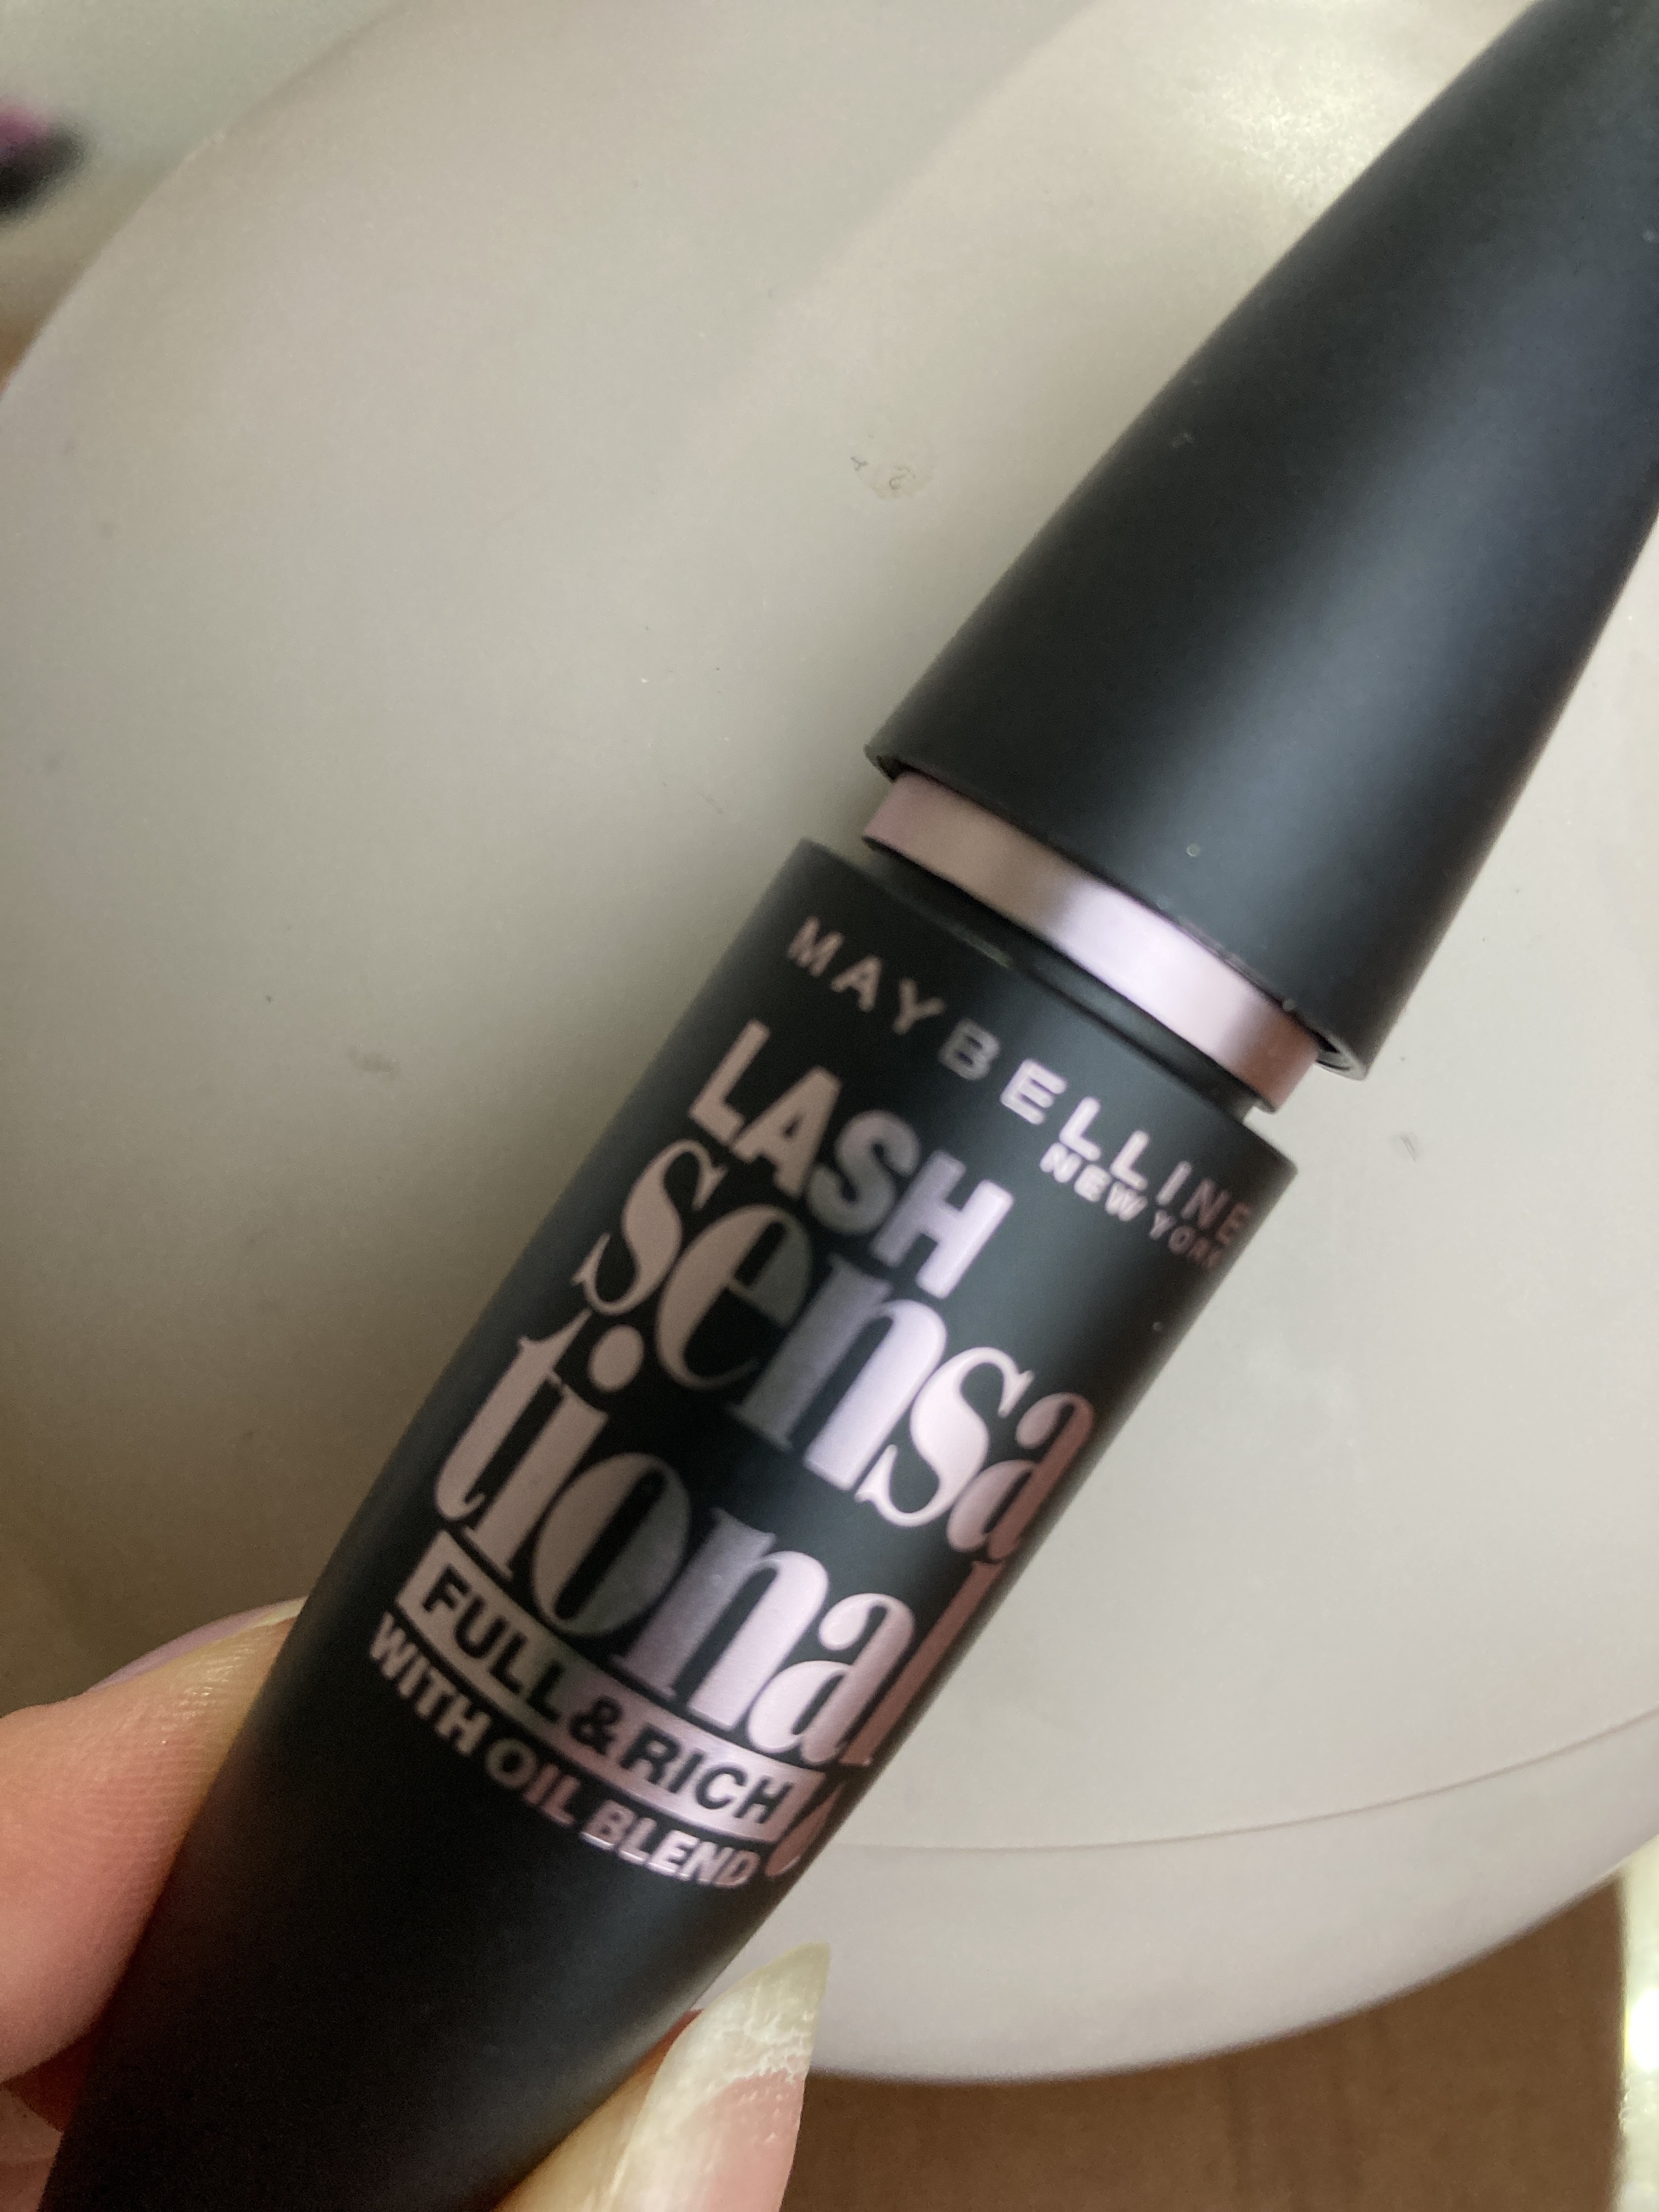 MAYBELLINE
NEW YORK
LASH
sensa
tional
FULL & RICH
WITH OIL BLEND